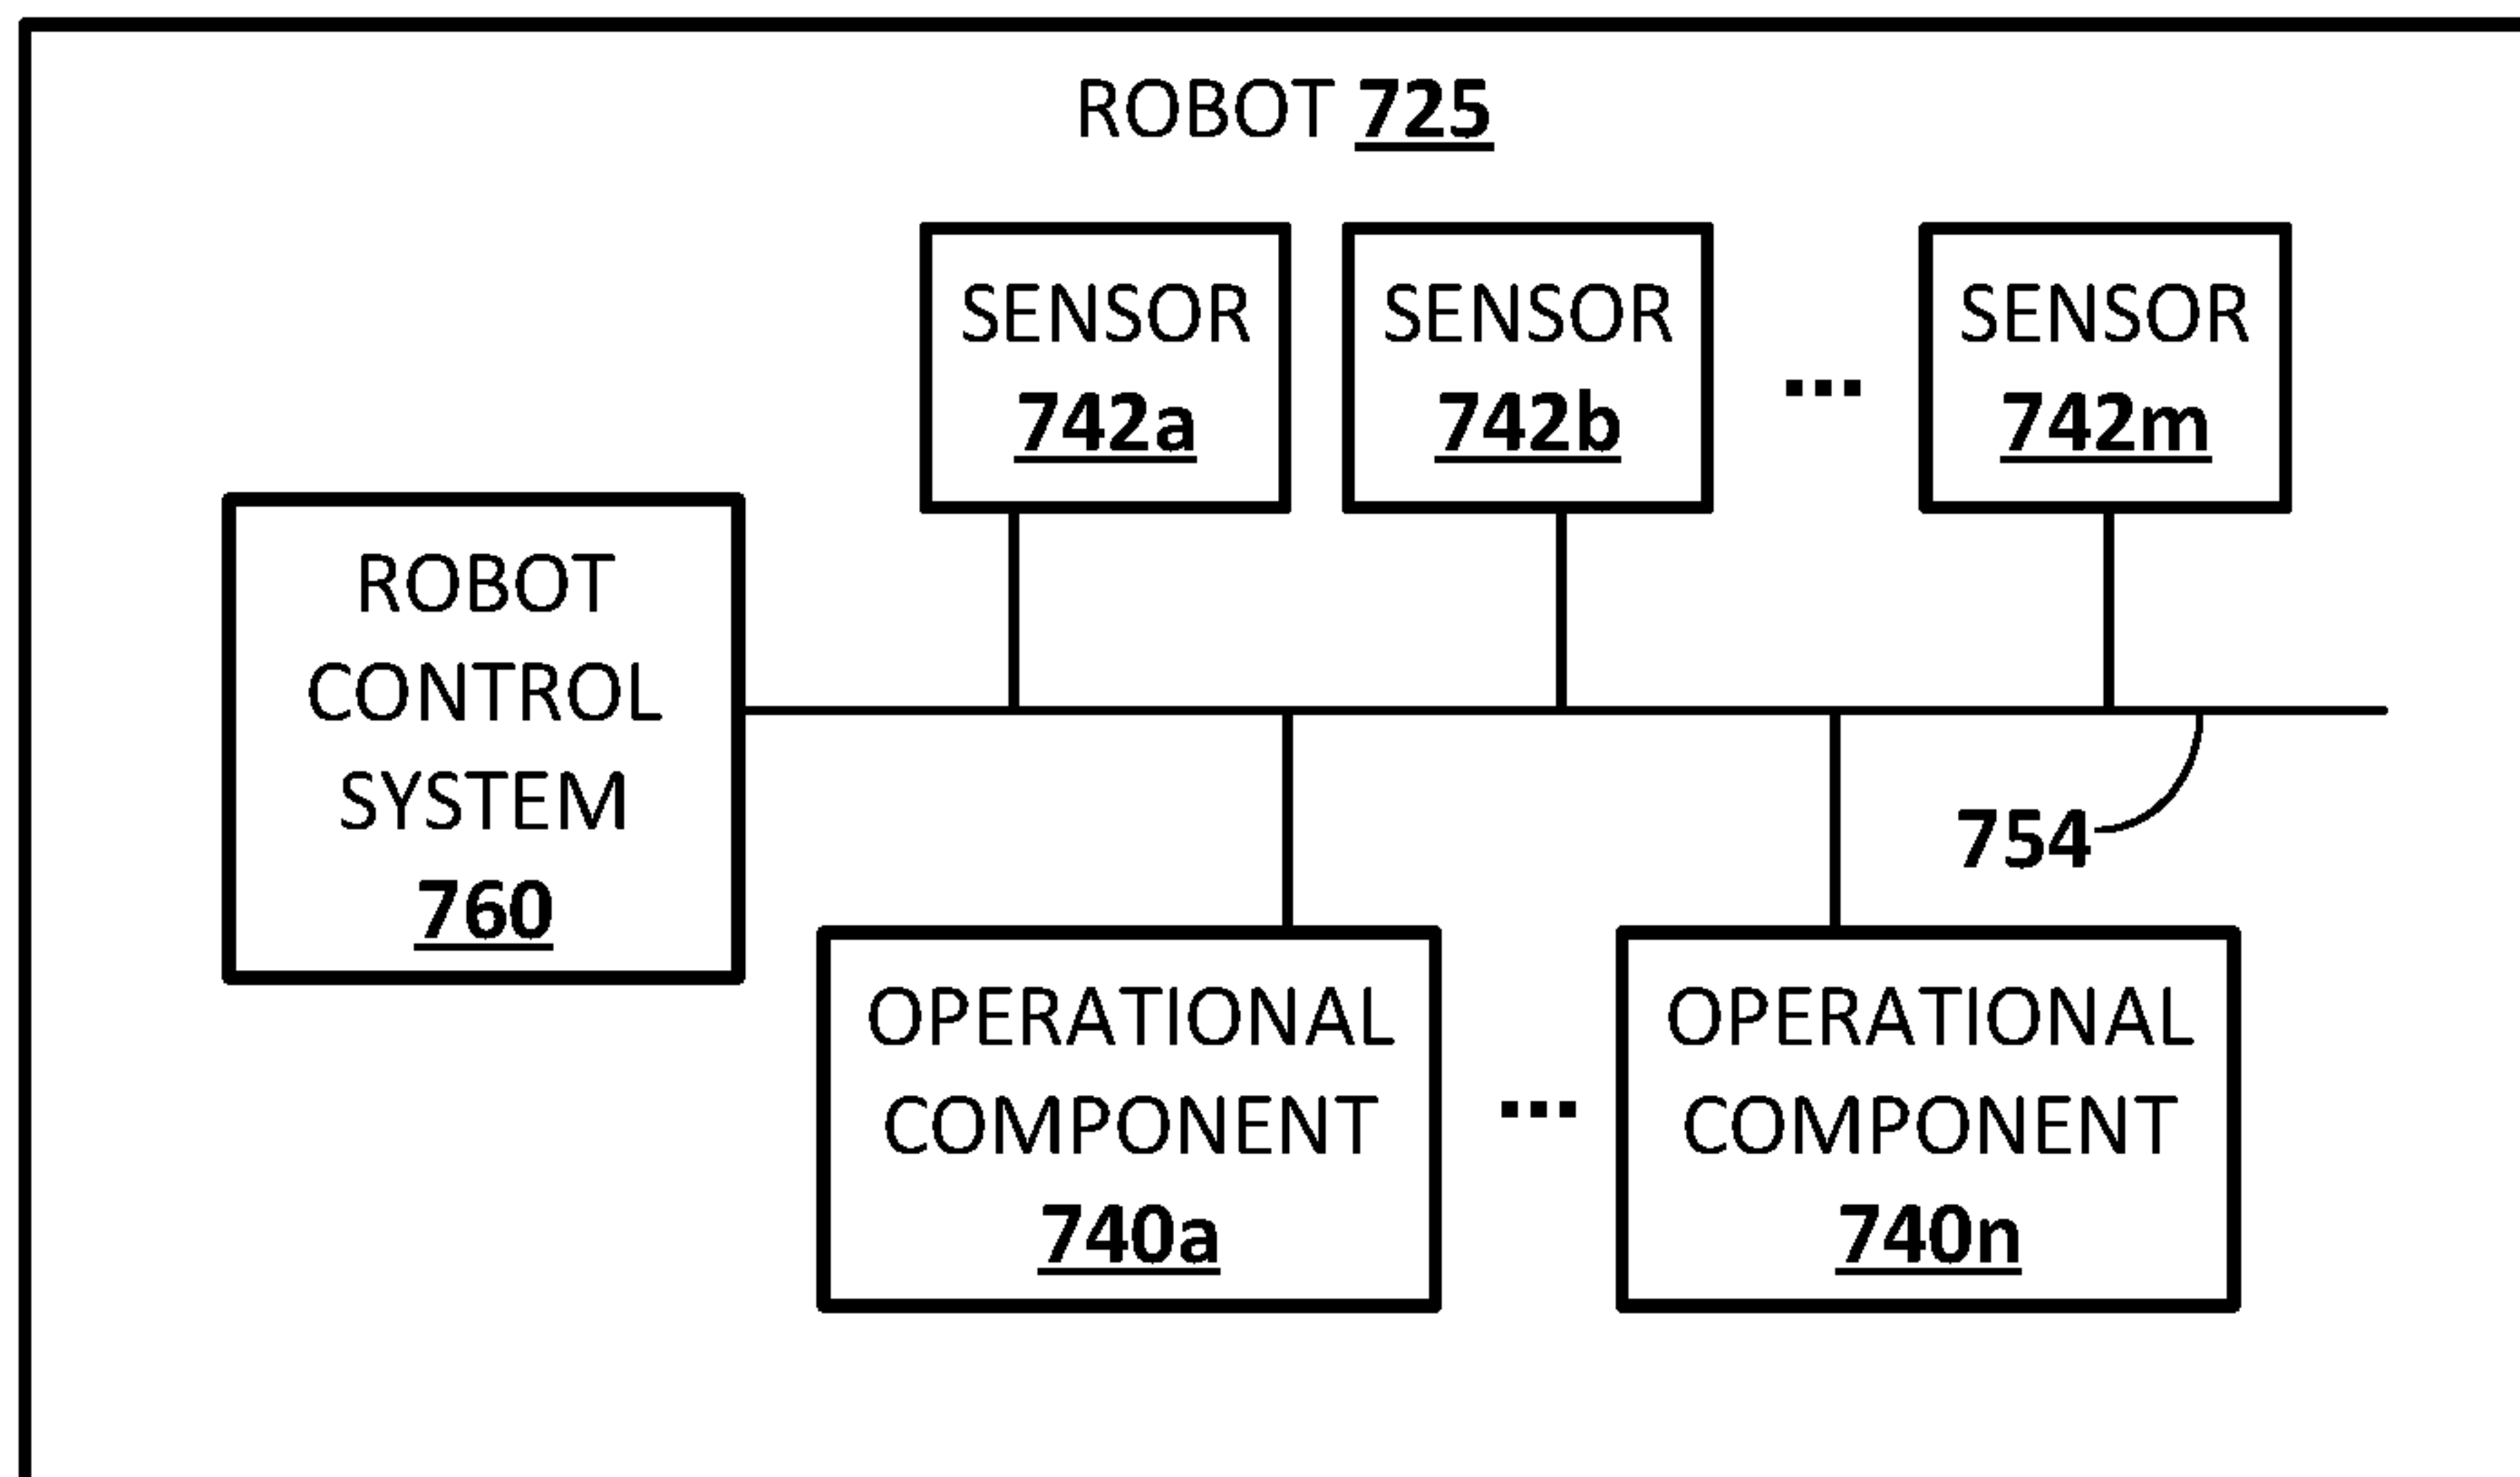 ROBOT 725
SENSOR
742a
SENSOR
742b
...
SENSOR
742m
ROBOT
CONTROL
SYSTEM
760
754
OPERATIONAL
COMPONENT
740a
...
OPERATIONAL
COMPONENT
740n